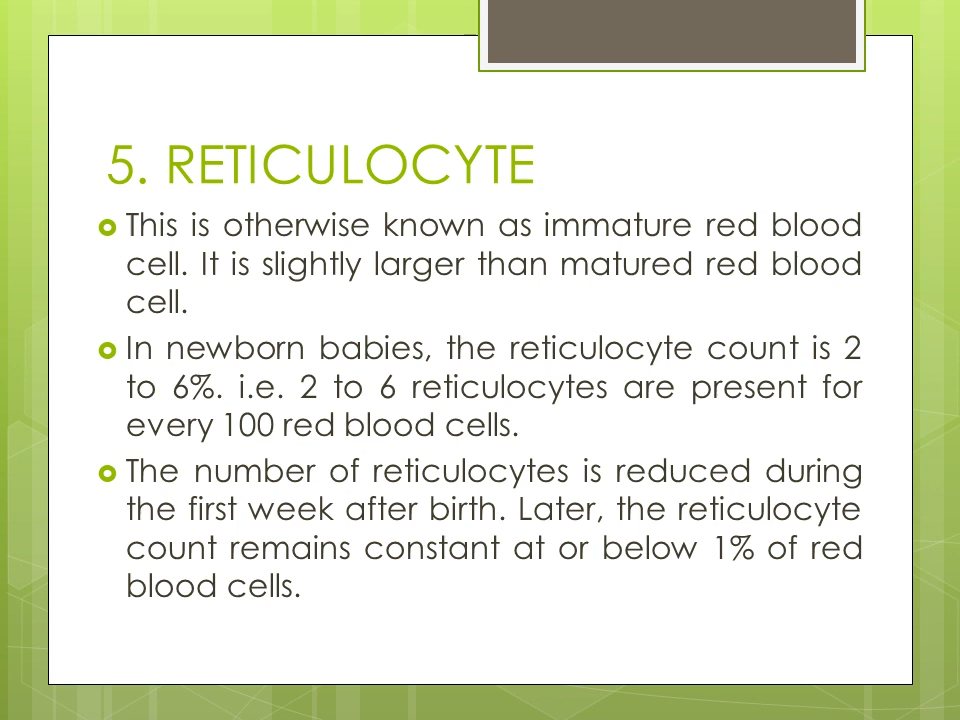 5. RETICULOCYTE
This is otherwise known as immature red blood
cell. It is slightly larger than matured red blood
cell.
In newborn babies, the reticulocyte count is 2
to 6%. i.e. 2 to 6 reticulocytes are present for
every 100 red blood cells.
The number of reticulocytes is reduced during
the first week after birth. Later, the reticulocyte
count remains constant at or below 1% of red
blood cells.